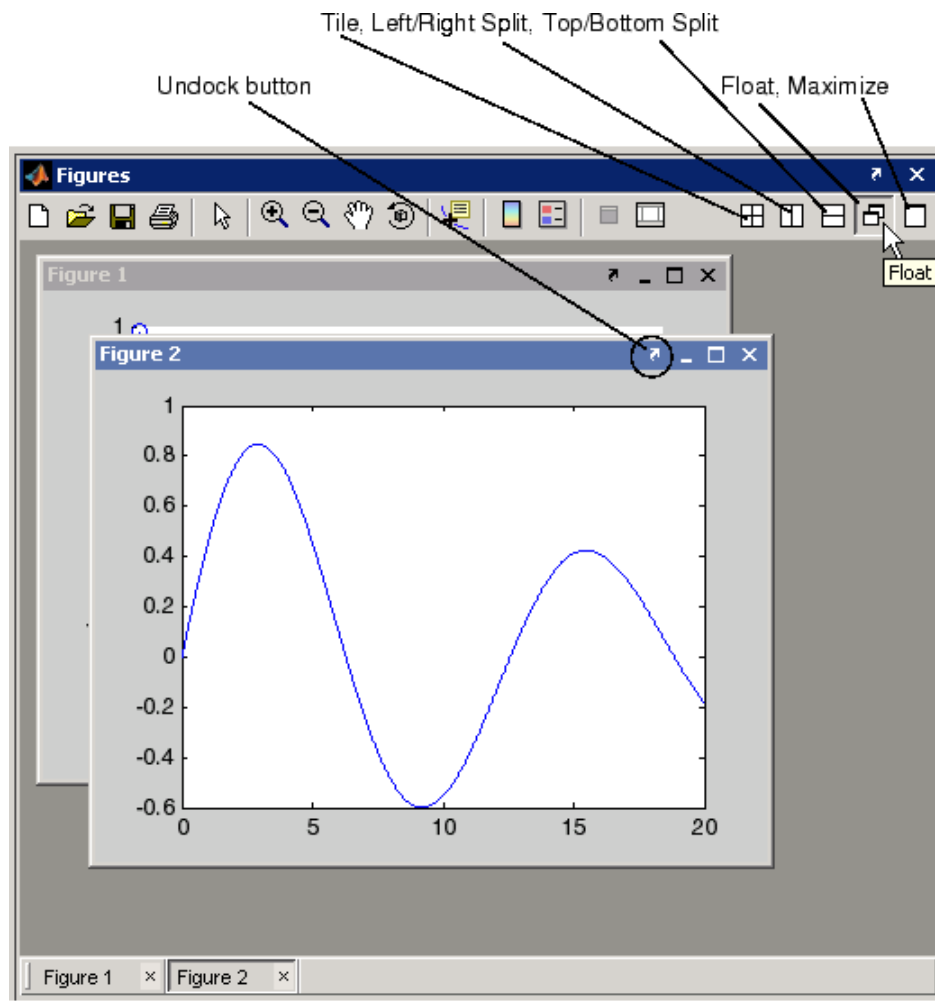 Tile, Left/Right Split, Top/Bottom Split
Undock button
Float, Maximize
Figures
Float
Figure 1
1
Figure 2
1
0.8
0.6
0.4
0.2
0
-0.2
-0.4
-0.6
0 5 10 15 20
Figure 1 Figure 2